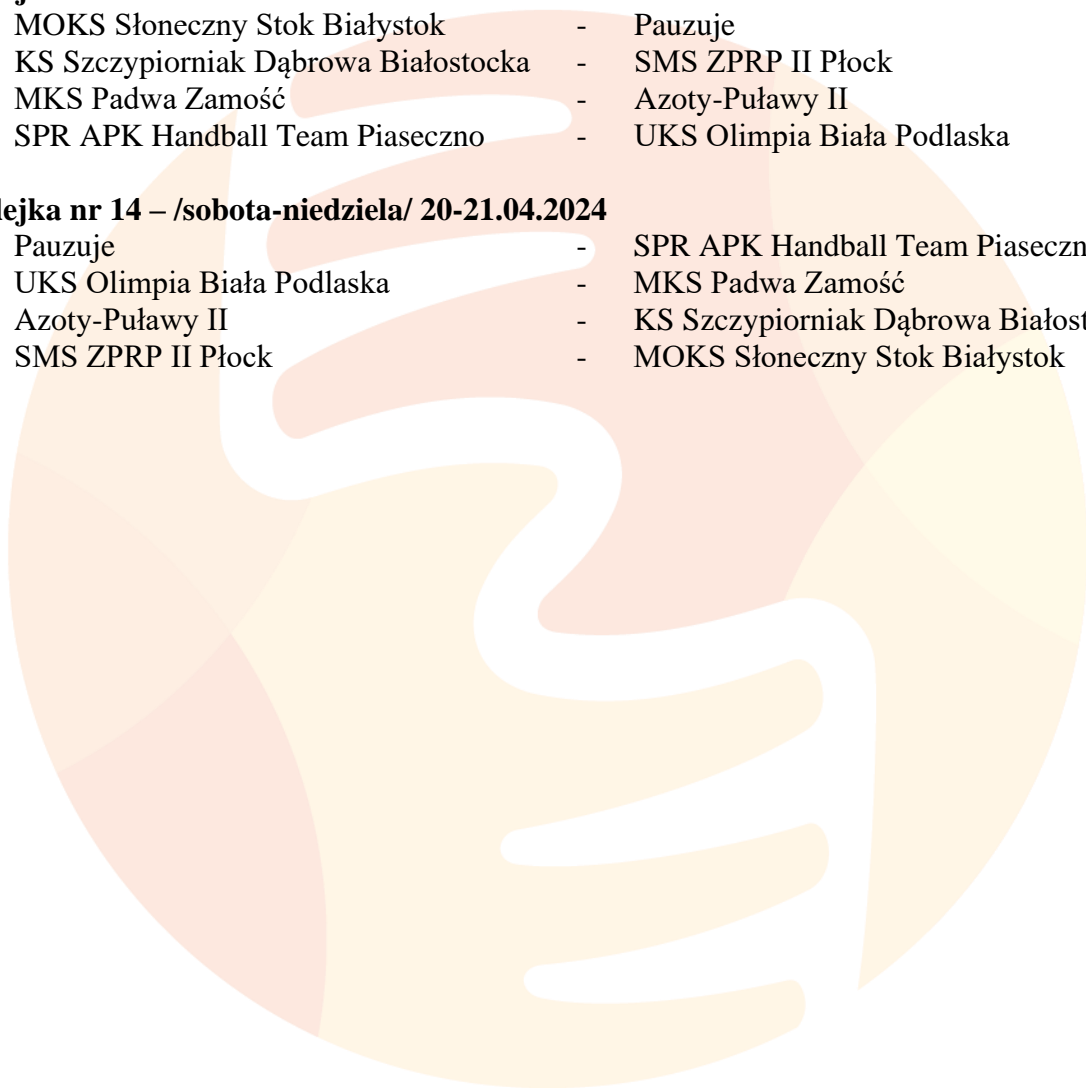 MOKS Słoneczny Stok Białystok - Pauzuje
KS Szczypiorniak Dąbrowa Białostocka - SMS ZPRP II Płock
MKS Padwa Zamość - Azoty-Puławy II
SPR APK Handball Team Piaseczno - UKS Olimpia Biała Podlaska
lejka nr 14 – /sobota-niedziela/ 20-21.04.2024
Pauzuje - SPR APK Handball Team Piaseczn
UKS Olimpia Biała Podlaska - MKS Padwa Zamość
Azoty-Puławy II - KS Szczypiorniak Dąbrowa Białost
SMS ZPRP II Płock - MOKS Słoneczny Stok Białystok